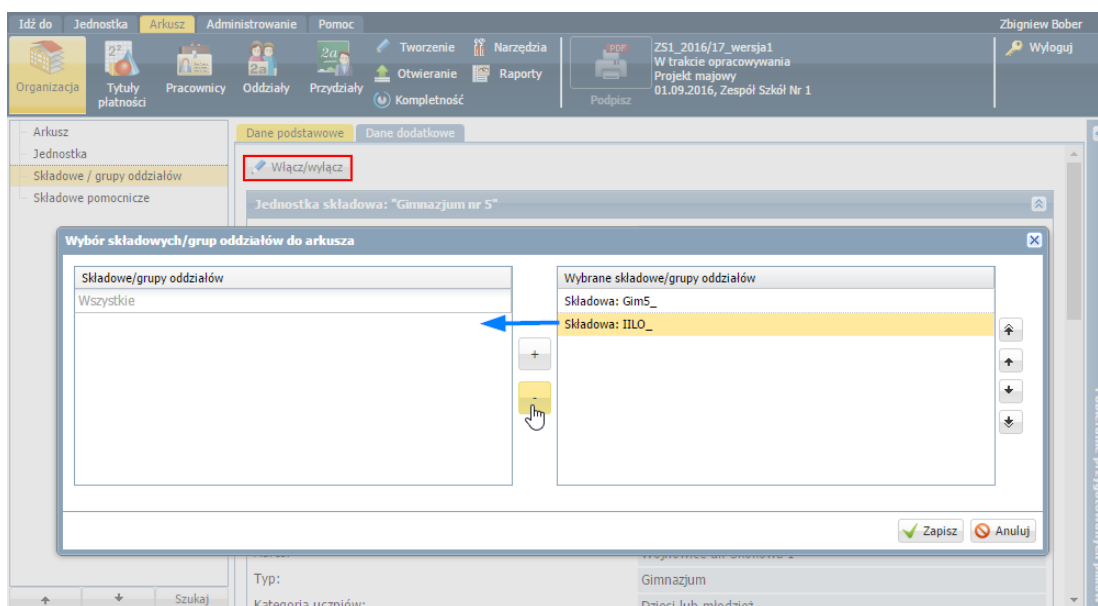 Idź do Jednostka Arkusz Administrowanie Pomoc Zbigniew Bober
Organizacja
2²
Tytuły
płatności
Pracownicy
2a
Oddziały
2a
Przydziały
Tworzenie Narzędzia
Otwieranie Raporty
Kompletność
PDF
Podpisz
ZS1_2016/17_wersja1
W trakcie opracowywania
Projekt majowy
01.09.2016, Zespół Szkół Nr 1
Wyloguj
Arkusz
Jednostka
Składowe / grupy oddziałów
Składowe pomocnicze
Dane podstawowe Dane dodatkowe
Włącz/wyłącz
Jednostka składowa: "Gimnazjum nr 5"
Wybór składowych/grup oddziałów do arkusza
Składowe/grupy oddziałów
Wszystkie
+
-
Wybrane składowe/grupy oddziałów
Składowa: Gim5_
Składowa: IILO_
Zapisz Anuluj
Typ: Gimnazjum
Kategoria uczniów: Dzieci lub młodzież
Szukaj